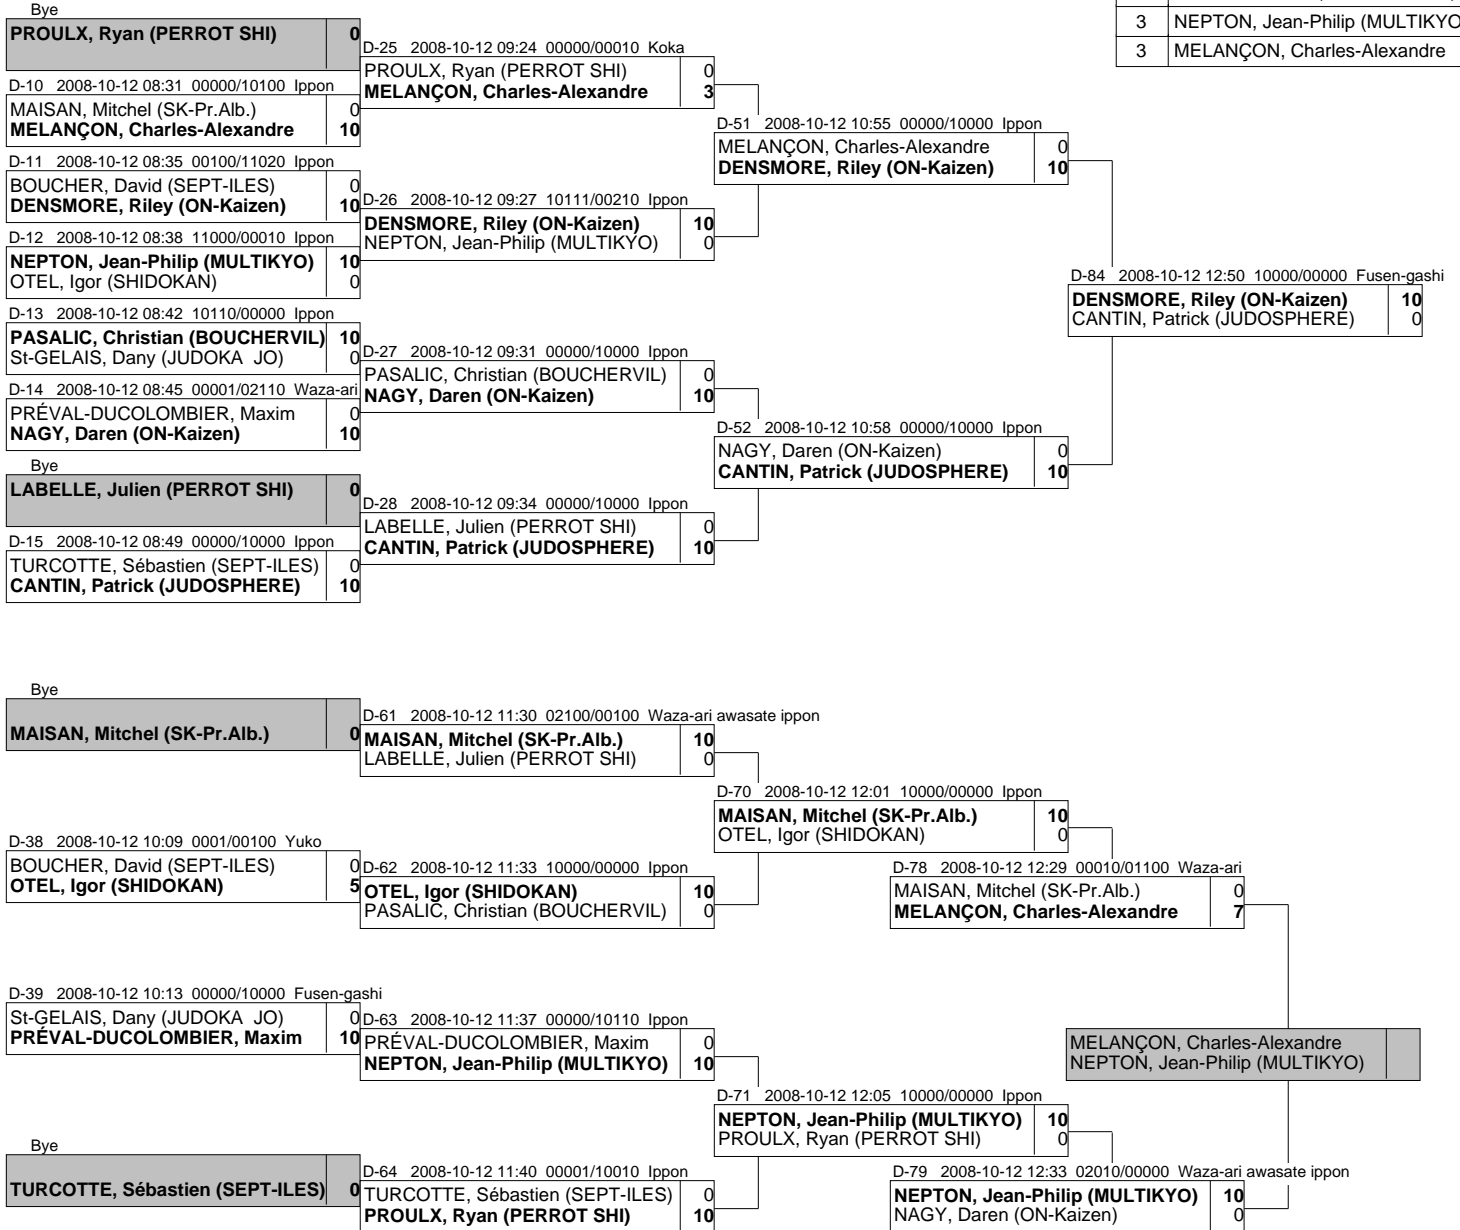 Bye
PROULX, Ryan (PERROT SHI) 0
D-10 2008-10-12 08:31 00000/10100 Ippon
MAISAN, Mitchel (SK-Pr.Alb.) 0
MELANÇON, Charles-Alexandre 10
D-11 2008-10-12 08:35 00100/11020 Ippon
BOUCHER, David (SEPT-ILES) 0
DENSMORE, Riley (ON-Kaizen) 10
D-12 2008-10-12 08:38 11000/00010 Ippon
NEPTON, Jean-Philip (MULTIKYO) 10
OTEL, Igor (SHIDOKAN) 0
D-13 2008-10-12 08:42 10110/00000 Ippon
PASALIC, Christian (BOUCHERVIL) 10
St-GELAIS, Dany (JUDOKA JO) 0
D-14 2008-10-12 08:45 00001/02110 Waza-ari
PRÉVAL-DUCOLOMBIER, Maxim 0
NAGY, Daren (ON-Kaizen) 10
Bye
LABELLE, Julien (PERROT SHI) 0
D-15 2008-10-12 08:49 00000/10000 Ippon
TURCOTTE, Sébastien (SEPT-ILES) 0
CANTIN, Patrick (JUDOSPHERE) 10
D-25 2008-10-12 09:24 00000/00010 Koka
PROULX, Ryan (PERROT SHI) 0
MELANÇON, Charles-Alexandre 3
D-26 2008-10-12 09:27 10111/00210 Ippon
DENSMORE, Riley (ON-Kaizen) 10
NEPTON, Jean-Philip (MULTIKYO) 0
D-27 2008-10-12 09:31 00000/10000 Ippon
PASALIC, Christian (BOUCHERVIL) 0
NAGY, Daren (ON-Kaizen) 10
D-28 2008-10-12 09:34 00000/10000 Ippon
LABELLE, Julien (PERROT SHI) 0
CANTIN, Patrick (JUDOSPHERE) 10
D-51 2008-10-12 10:55 00000/10000 Ippon
MELANÇON, Charles-Alexandre 0
DENSMORE, Riley (ON-Kaizen) 10
D-52 2008-10-12 10:58 00000/10000 Ippon
NAGY, Daren (ON-Kaizen) 0
CANTIN, Patrick (JUDOSPHERE) 10
D-84 2008-10-12 12:50 10000/00000 Fusen-gashi
DENSMORE, Riley (ON-Kaizen) 10
CANTIN, Patrick (JUDOSPHERE) 0
3 NEPTON, Jean-Philip (MULTIKYO
3 MELANÇON, Charles-Alexandre
Bye
MAISAN, Mitchel (SK-Pr.Alb.) 0
D-38 2008-10-12 10:09 0001/00100 Yuko
BOUCHER, David (SEPT-ILES) 0
OTEL, Igor (SHIDOKAN) 5
D-39 2008-10-12 10:13 00000/10000 Fusen-gashi
St-GELAIS, Dany (JUDOKA JO) 0
PRÉVAL-DUCOLOMBIER, Maxim 10
Bye
TURCOTTE, Sébastien (SEPT-ILES) 0
D-61 2008-10-12 11:30 02100/00100 Waza-ari awasate ippon
MAISAN, Mitchel (SK-Pr.Alb.) 10
LABELLE, Julien (PERROT SHI) 0
D-62 2008-10-12 11:33 10000/00000 Ippon
OTEL, Igor (SHIDOKAN) 10
PASALIC, Christian (BOUCHERVIL) 0
D-63 2008-10-12 11:37 00000/10110 Ippon
PRÉVAL-DUCOLOMBIER, Maxim 0
NEPTON, Jean-Philip (MULTIKYO) 10
D-64 2008-10-12 11:40 00001/10010 Ippon
TURCOTTE, Sébastien (SEPT-ILES) 0
PROULX, Ryan (PERROT SHI) 10
D-70 2008-10-12 12:01 10000/00000 Ippon
MAISAN, Mitchel (SK-Pr.Alb.) 10
OTEL, Igor (SHIDOKAN) 0
D-71 2008-10-12 12:05 10000/00000 Ippon
NEPTON, Jean-Philip (MULTIKYO) 10
PROULX, Ryan (PERROT SHI) 0
D-78 2008-10-12 12:29 00010/01100 Waza-ari
MAISAN, Mitchel (SK-Pr.Alb.) 0
MELANÇON, Charles-Alexandre 7
D-79 2008-10-12 12:33 02010/00000 Waza-ari awasate ippon
NEPTON, Jean-Philip (MULTIKYO) 10
NAGY, Daren (ON-Kaizen) 0
MELANÇON, Charles-Alexandre
NEPTON, Jean-Philip (MULTIKYO)